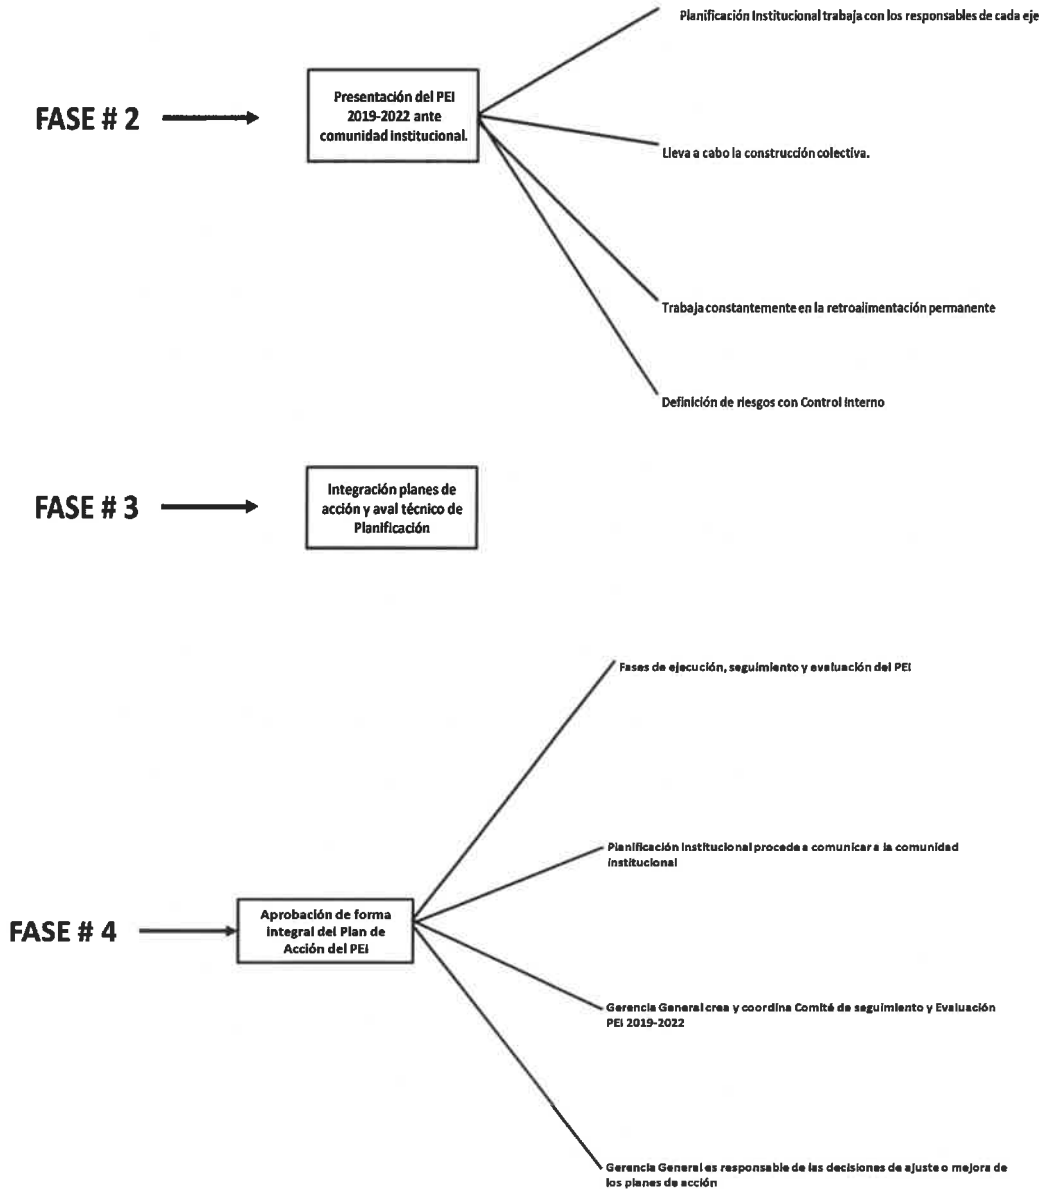 Planificación Institucional trabaja con los responsables de cada eje
FASE # 2
Presentación del PEI
2019-2022 ante
comunidad institucional.
Lleva a cabo la construcción colectiva.
Trabaja constantemente en la retroalimentación permanente
Definición de riesgos con Control Interno
FASE # 3
Integración planes de
acción y aval técnico de
Planificación
Fases de ejecución, seguimiento y evaluación del PEI
Planificación Institucional procede a comunicar a la comunidad
institucional
FASE # 4
Aprobación de forma
integral del Plan de
Acción del PEI
Gerencia General crea y coordina Comité de seguimiento y Evaluación
PEI 2019-2022
Gerencia General es responsable de las decisiones de ajuste o mejora de
los planes de acción